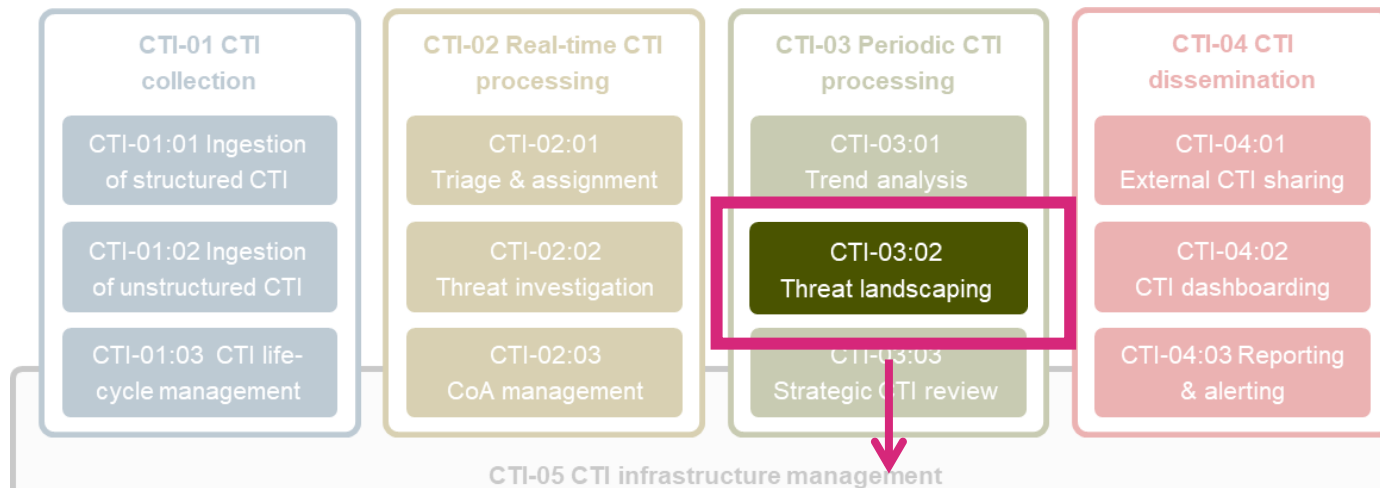 CTI-01 CTI
collection
CTI-01:01 Ingestion
of structured CTI
CTI-01:02 Ingestion
of unstructured CTI
CTI-01:03 CTI life-
cycle management
CTI-02 Real-time CTI
processing
CTI-02:01
Triage & assignment
CTI-02:02
Threat investigation
CTI-02:03
CoA management
CTI-03 Periodic CTI
processing
CTI-03:01
Trend analysis
CTI-03:02
Threat landscaping
CTI-03:03
Strategic CTI review
CTI-04 CTI
dissemination
CTI-04:01
External CTI sharing
CTI-04:02
CTI dashboarding
CTI-04:03 Reporting
& alerting
CTI-05 CTI infrastructure management